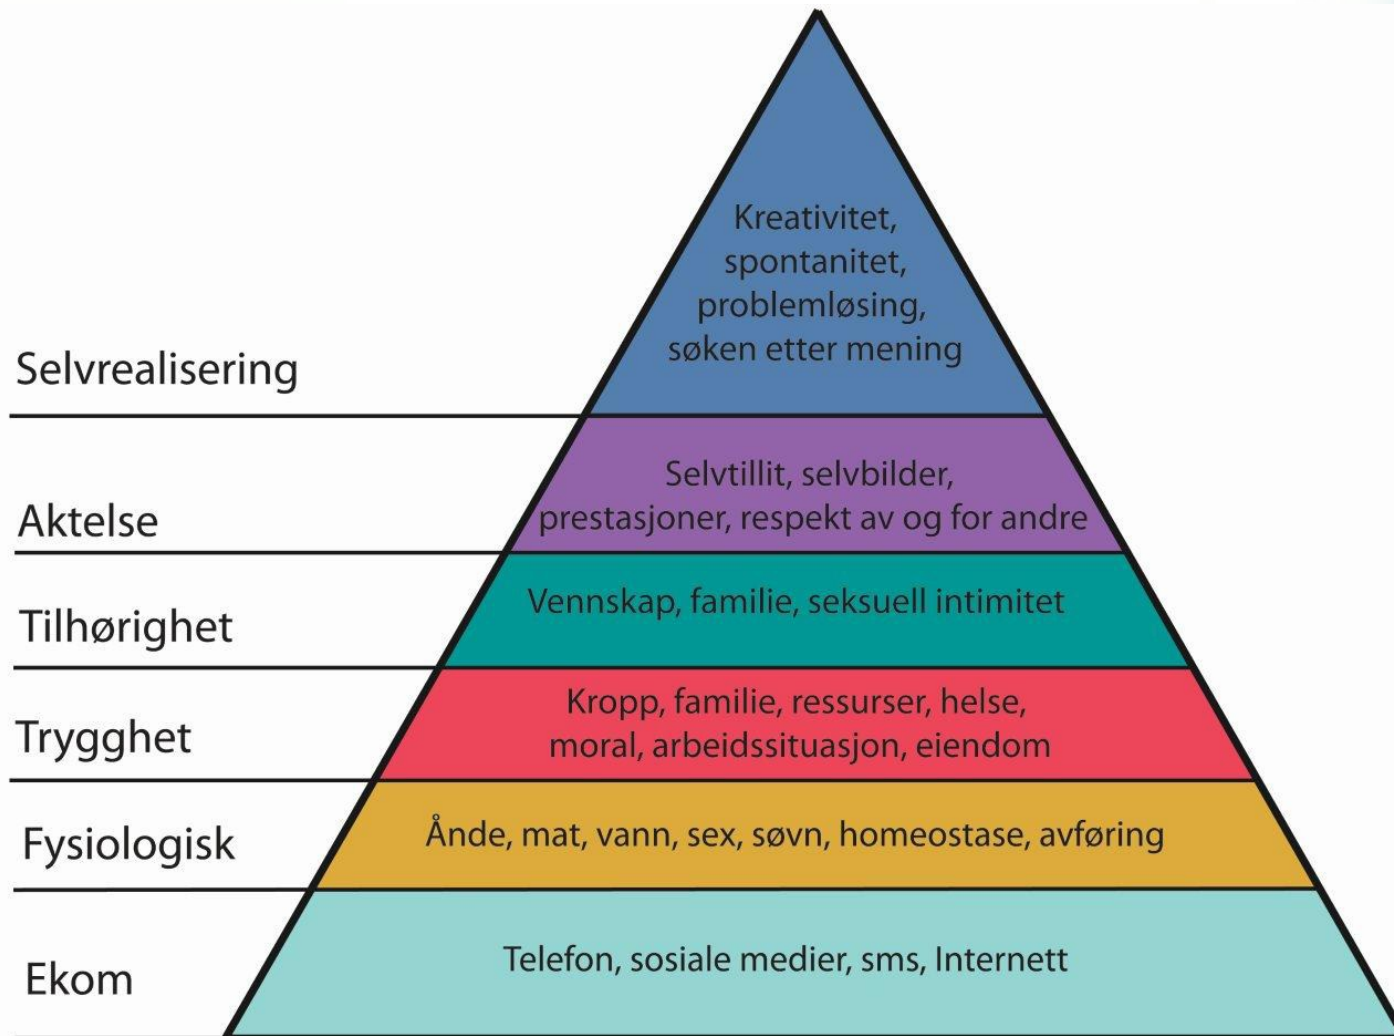 Kreativitet,
spontanitet,
problemløsing,
søken etter mening
Selvrealisering
Selvtillit, selvbilder,
prestasjoner, respekt av og for andre
Aktelse
Vennskap, familie, seksuell intimitet
Tilhørighet
Kropp, familie, ressurser, helse,
moral, arbeidssituasjon, eiendom
Trygghet
Ånde, mat, vann, sex, søvn, homeostase, avføring
Fysiologisk
Telefon, sosiale medier, sms, Internett
Ekom